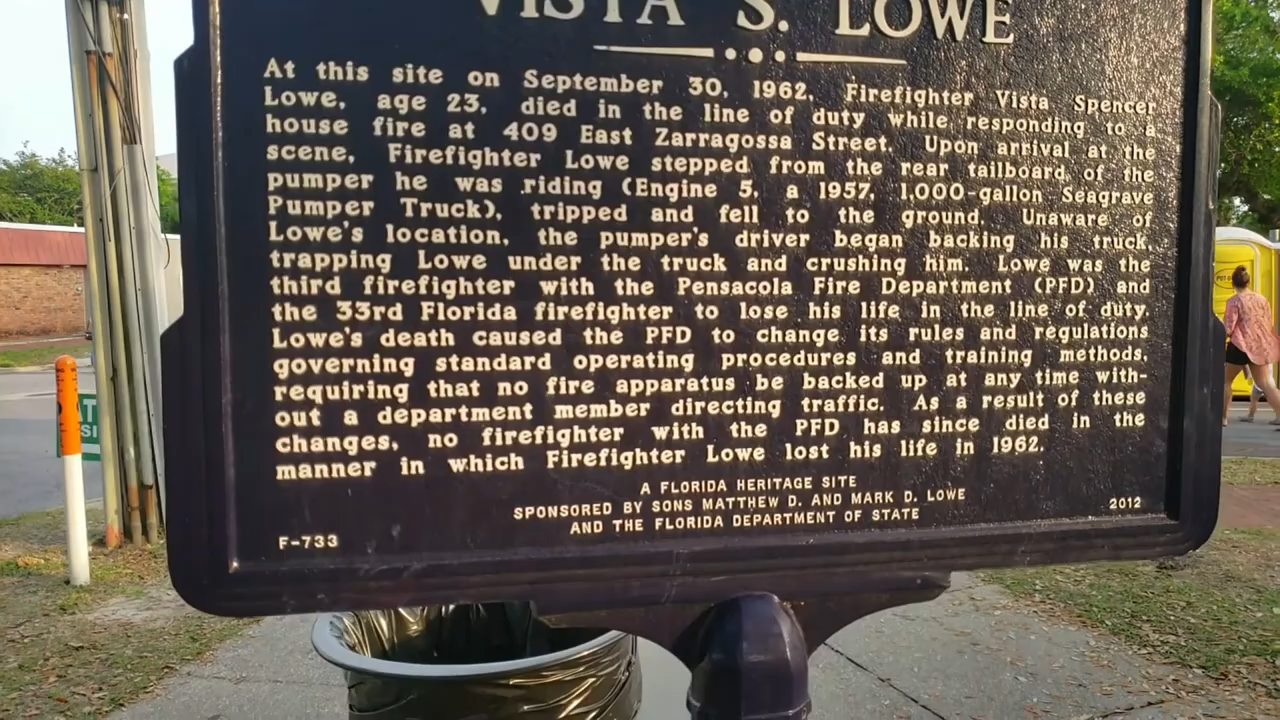 VISTA S. LOWE
At this site on September 30, 1962, Firefighter Vista Spencer
Lowe, age 23, died in the line of duty while responding to a
house fire at 409 East Zarragossa Street. Upon arrival at the
scene, Firefighter Lowe stepped from the rear tailboard of the
pumper he was riding (Engine 5, a 1957, 1,000-gallon Seagrave
Pumper Truck), tripped and fell to the ground. Unaware of
Lowe's location, the pumper's driver began backing his truck,
trapping Lowe under the truck and crushing him. Lowe was the
third firefighter with the Pensacola Fire Department (PFD) and
the 33rd Florida firefighter to lose his life in the line of duty.
Lowe's death caused the PFD to change its rules and regulations
governing standard operating procedures and training methods,
requiring that no fire apparatus be backed up at any time with-
out a department member directing traffic. As a result of these
changes, no firefighter with the PFD has since died in the
manner in which Firefighter Lowe lost his life in 1962.
A FLORIDA HERITAGE SITE
SPONSORED BY SONS MATTHEW D. AND MARK D. LOWE
AND THE FLORIDA DEPARTMENT OF STATE
F-733
2012